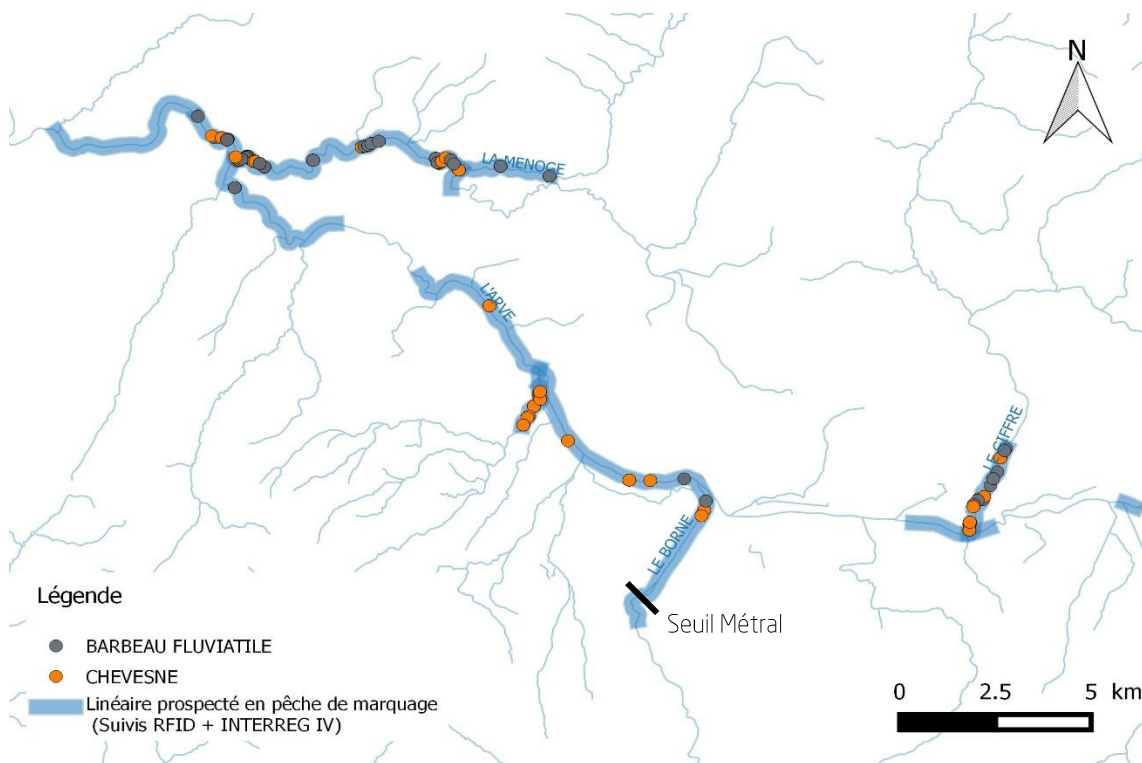 N
LA MENOGE
L'ARVE
LE GIFFRE
LE BORNE
Seuil Métral
Légende
BARBEAU FLUVIATILE
CHEVESNE
Linéaire prospecté en pêche de marquage
(Suivis RFID + INTERREG IV)
0 2.5 5 km